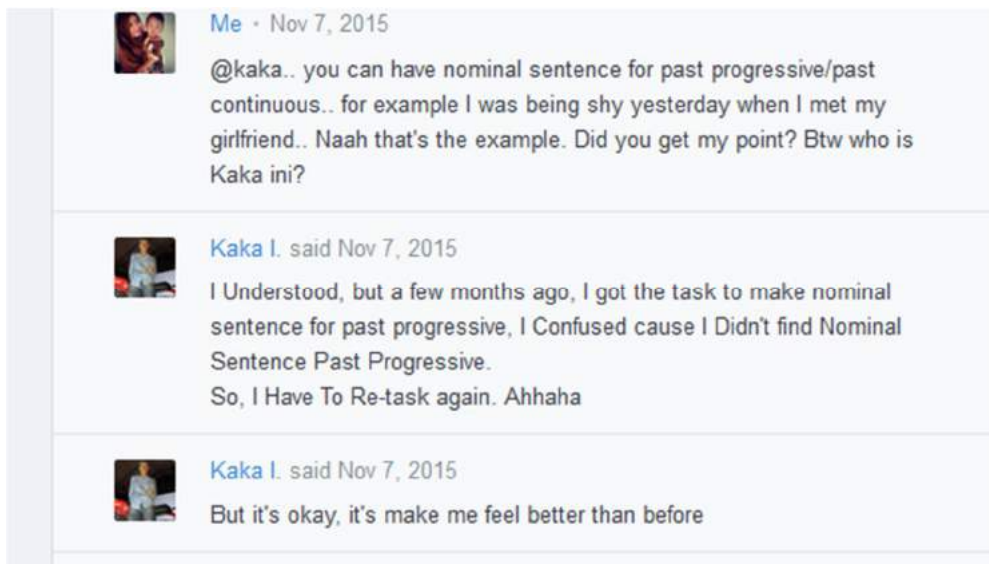 Me • Nov 7, 2015
@kaka.. you can have nominal sentence for past progressive/past
continuous.. for example I was being shy yesterday when I met my
girlfriend.. Naah that's the example. Did you get my point? Btw who is
Kaka ini?
Kaka I. said Nov 7, 2015
I Understood, but a few months ago, I got the task to make nominal
sentence for past progressive, I Confused cause I Didn't find Nominal
Sentence Past Progressive.
So, I Have To Re-task again. Ahhaha
Kaka I. said Nov 7, 2015
But it's okay, it's make me feel better than before